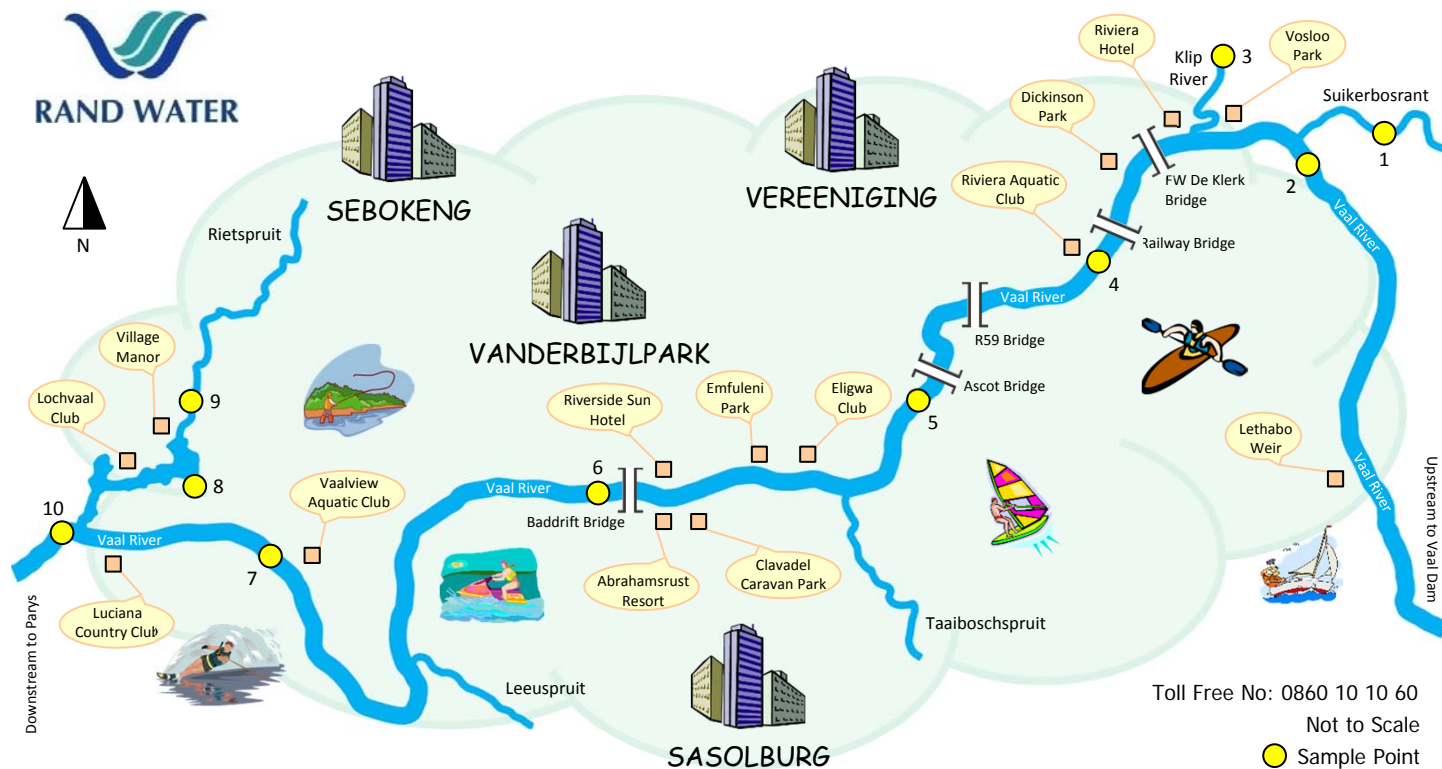 RAND WATER
N
SEBOKENG
VEREENIGING
VANDERBIJLPARK
SASOLBURG
Riviera
Hotel
Klip
River
3
Vosloo
Park
Suikerbosrant
1
Dickinson
Park
FW De Klerk
Bridge
2
Riviera Aquatic
Club
Railway Bridge
4
Vaal River
Vaal River
R59 Bridge
Ascot Bridge
5
Rietspruit
Village
Manor
Lochvaal
Club
9
8
10
Vaal River
7
Vaalview
Aquatic Club
Luciana
Country Club
Vaal River
6
Baddrift Bridge
Riverside Sun
Hotel
Emfuleni
Park
Eligwa
Club
Abrahamsrust
Resort
Clavadel
Caravan Park
Taaiboschspruit
Leeuspruit
Lethabo
Weir
Vaal River
Upstream to Vaal Dam
Downstream to Parys
Toll Free No: 0860 10 10 60
Not to Scale
Sample Point